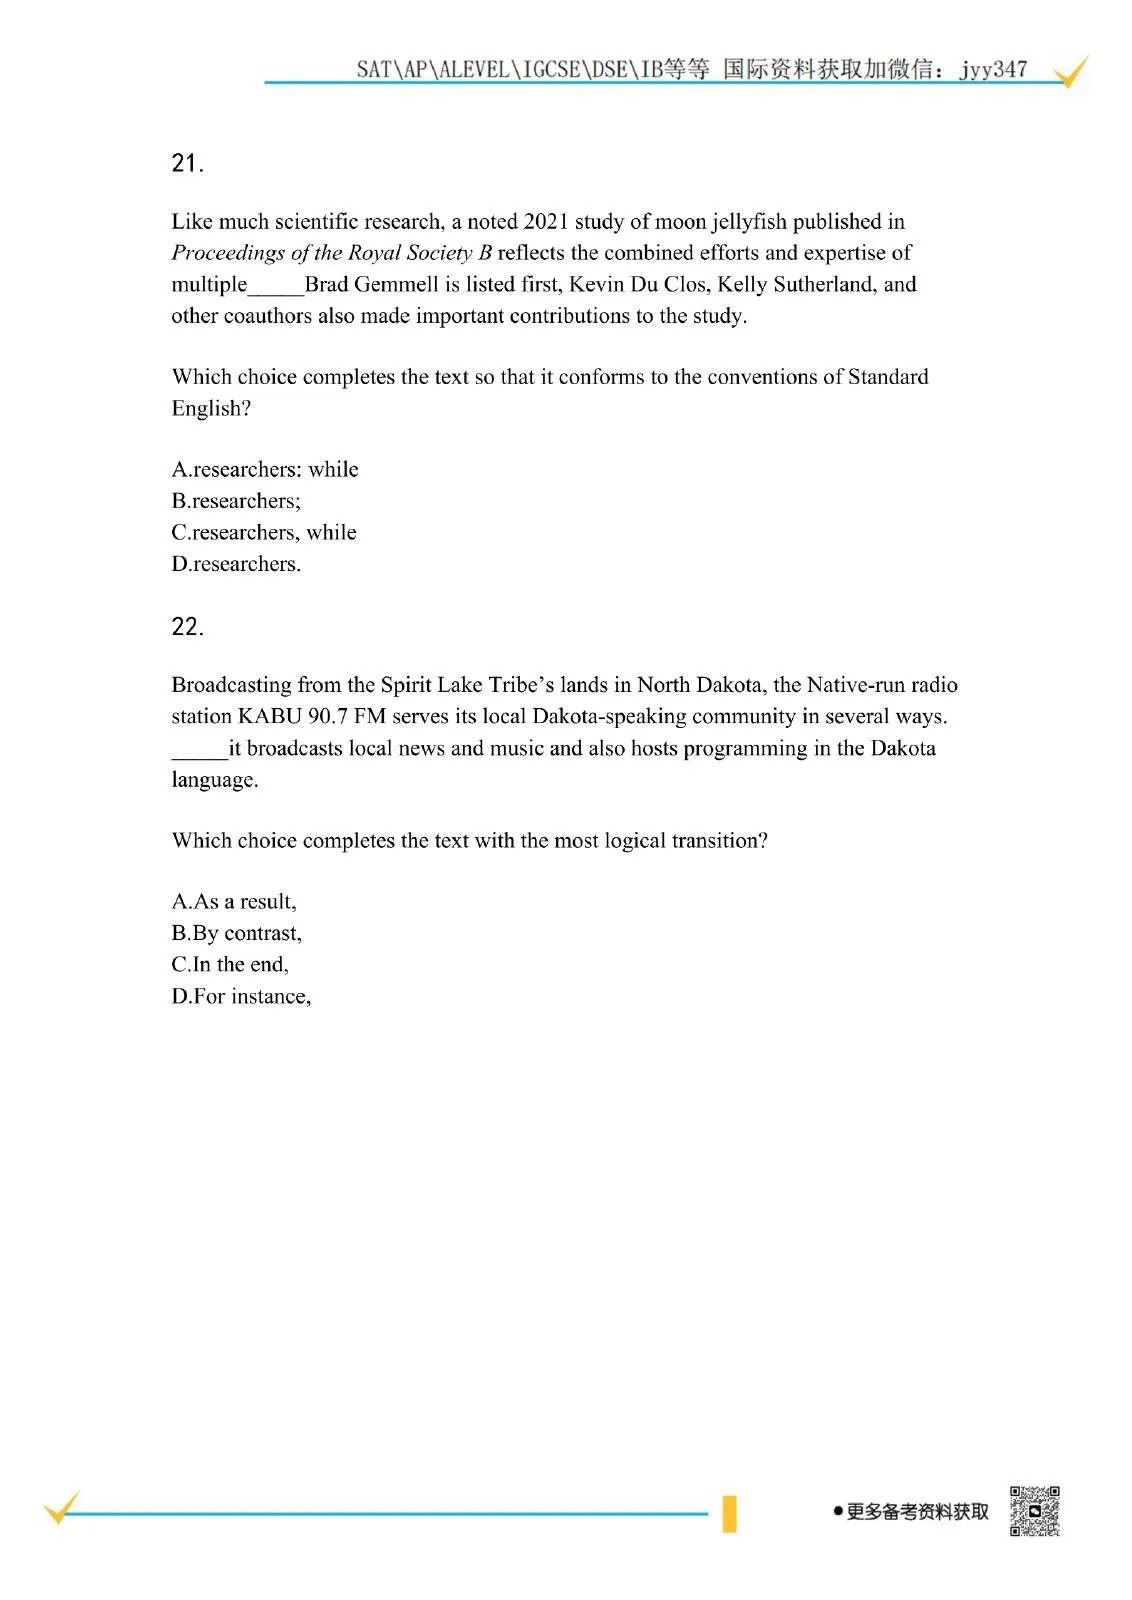 SAT\AP\ALEVEL\IGCSE\DSE\IB等等 国际资料获取加微信：jyy347
21.
Like much scientific research, a noted 2021 study of moon jellyfish published in
Proceedings of the Royal Society B reflects the combined efforts and expertise of
multiple_____Brad Gemmell is listed first, Kevin Du Clos, Kelly Sutherland, and
other coauthors also made important contributions to the study.
Which choice completes the text so that it conforms to the conventions of Standard
English?
A.researchers: while
B.researchers;
C.researchers, while
D.researchers.
22.
Broadcasting from the Spirit Lake Tribe’s lands in North Dakota, the Native-run radio
station KABU 90.7 FM serves its local Dakota-speaking community in several ways.
_____it broadcasts local news and music and also hosts programming in the Dakota
language.
Which choice completes the text with the most logical transition?
A.As a result,
B.By contrast,
C.In the end,
D.For instance,
●更多备考资料获取